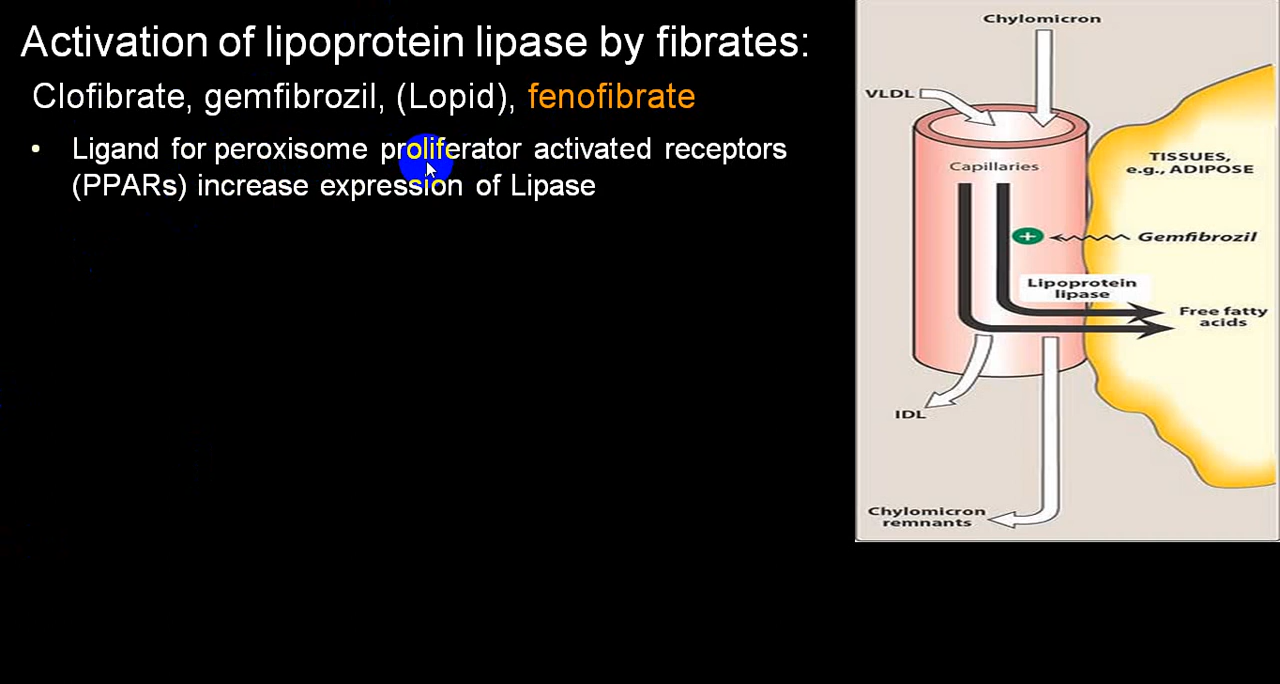 Activation of lipoprotein lipase by fibrates:
Clofibrate, gemfibrozil, (Lopid), fenofibrate
• Ligand for peroxisome proliferator activated receptors
(PPARs) increase expression of Lipase
Chylomicron
VLDL
Capillaries
TISSUES,
e.g., ADIPOSE
+
Gemfibrozil
Lipoprotein
lipase
Free fatty
acids
IDL
Chylomicron
remnants